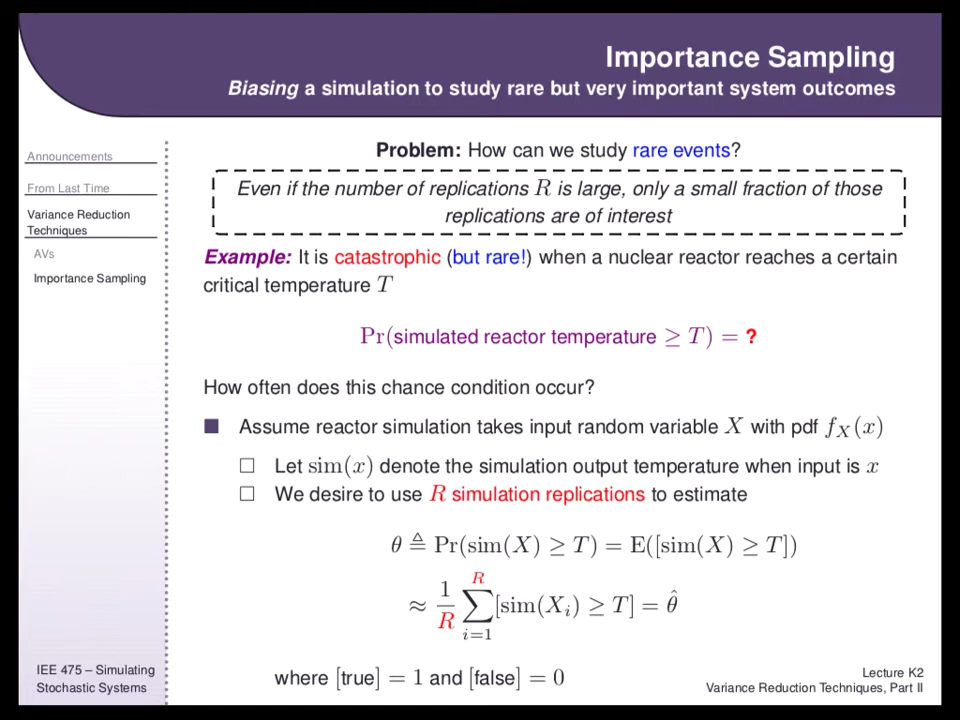 Importance Sampling
Biasing a simulation to study rare but very important system outcomes
Announcements
From Last Time
Variance Reduction
Techniques
AVs
Importance Sampling
Problem: How can we study rare events?
Even if the number of replications R is large, only a small fraction of those
replications are of interest
Example: It is catastrophic (but rare!) when a nuclear reactor reaches a certain
critical temperature T
Pr(simulated reactor temperature ≥ T) = ?
How often does this chance condition occur?
■ Assume reactor simulation takes input random variable X with pdf f_X(x)
□ Let sim(x) denote the simulation output temperature when input is x
□ We desire to use R simulation replications to estimate
θ ≜ Pr(sim(X) ≥ T) = E([sim(X) ≥ T])
≈ 1/R ∑_{i=1}^{R} [sim(X_i) ≥ T] = θ̂
where [true] = 1 and [false] = 0
IEE 475 – Simulating
Stochastic Systems
Lecture K2
Variance Reduction Techniques, Part II